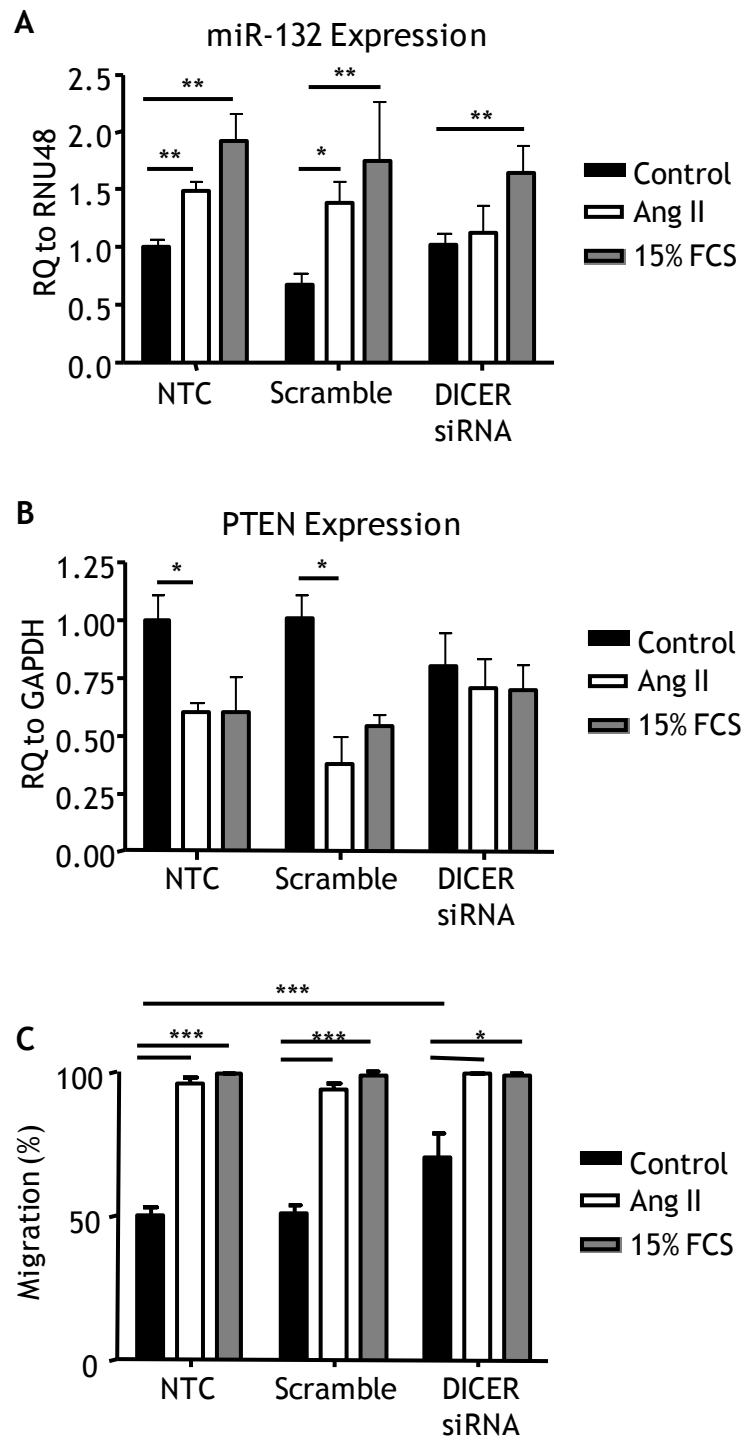 A
miR-132 Expression
RQ to RNU48
2.5
2.0
1.5
1.0
0.5
0.0
**
**
**
*
**
NTC
Scramble
DICER
siRNA
Control
Ang II
15% FCS
B
PTEN Expression
RQ to GAPDH
1.25
1.00
0.75
0.50
0.25
0.00
*
*
NTC
Scramble
DICER
siRNA
Control
Ang II
15% FCS
C
Migration (%)
100
50
0
***
***
***
*
NTC
Scramble
DICER
siRNA
Control
Ang II
15% FCS